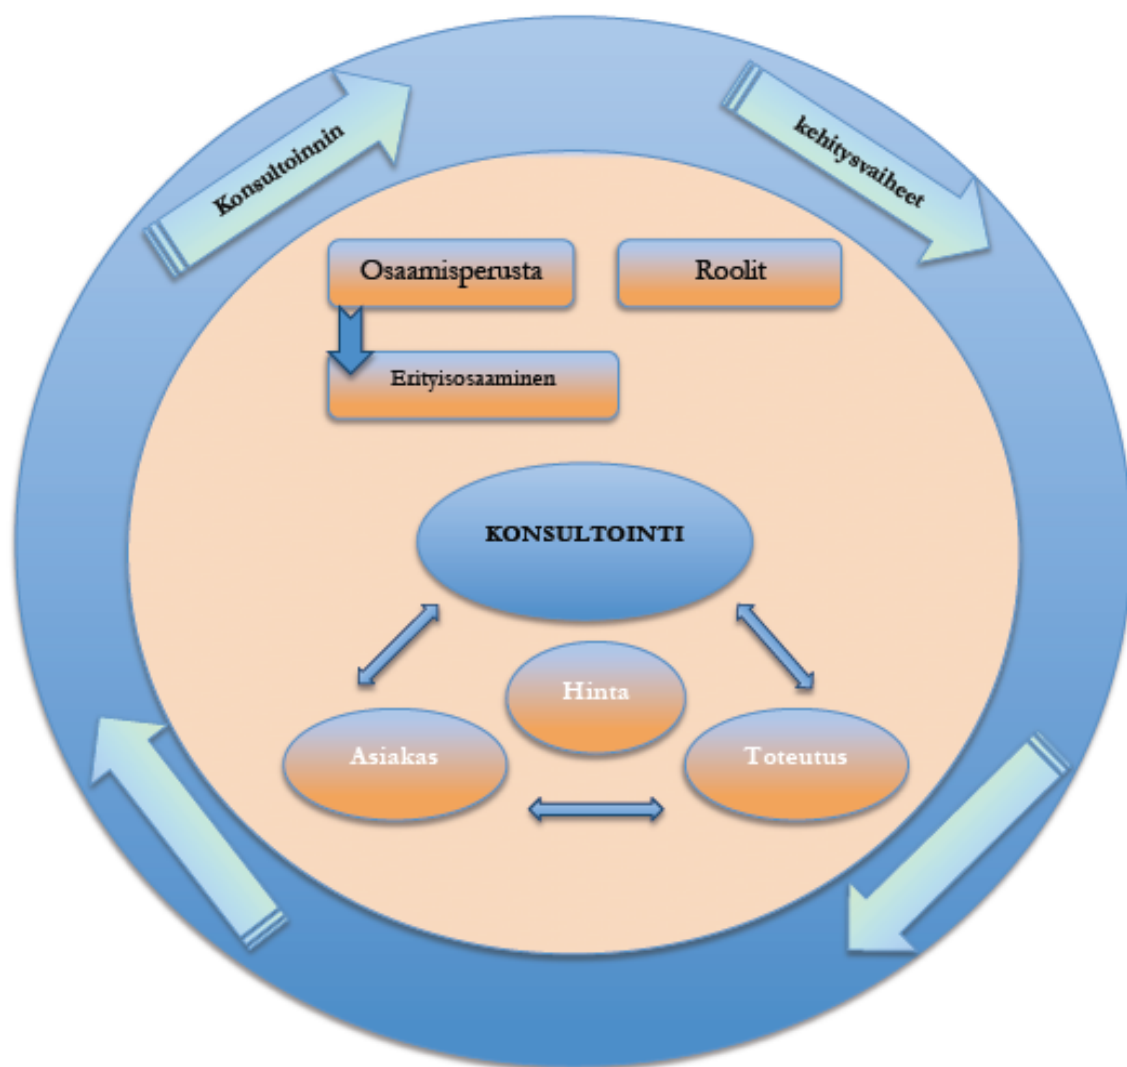 Konsultoinnin
kehitysvaiheet
Osaamisperusta
Roolit
Erityisosaaminen
KONSULTOINTI
Hinta
Asiakas
Toteutus